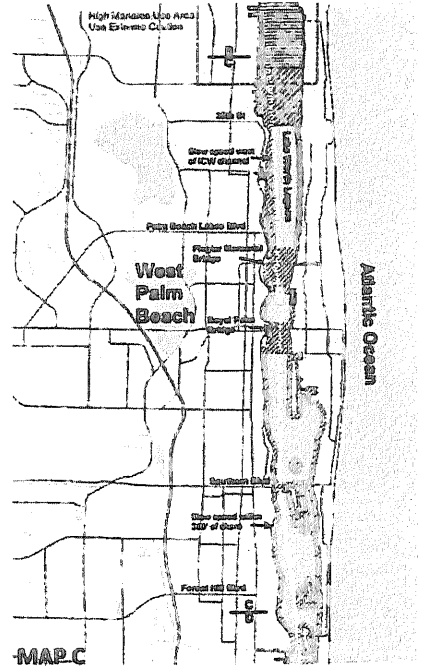 High Manatee Use Area
Use Extreme Caution
B
C
36th St
Slow speed west
of ICW channel
Lake Worth Lagoon
Palm Beach Lakes Blvd
Flagler Memorial
Bridge
West
Palm
Beach
Royal Park
Bridge
Atlantic Ocean
Southern Blvd
Slow speed within
300' of shore
Forest Hill Blvd
C
D
MAP C